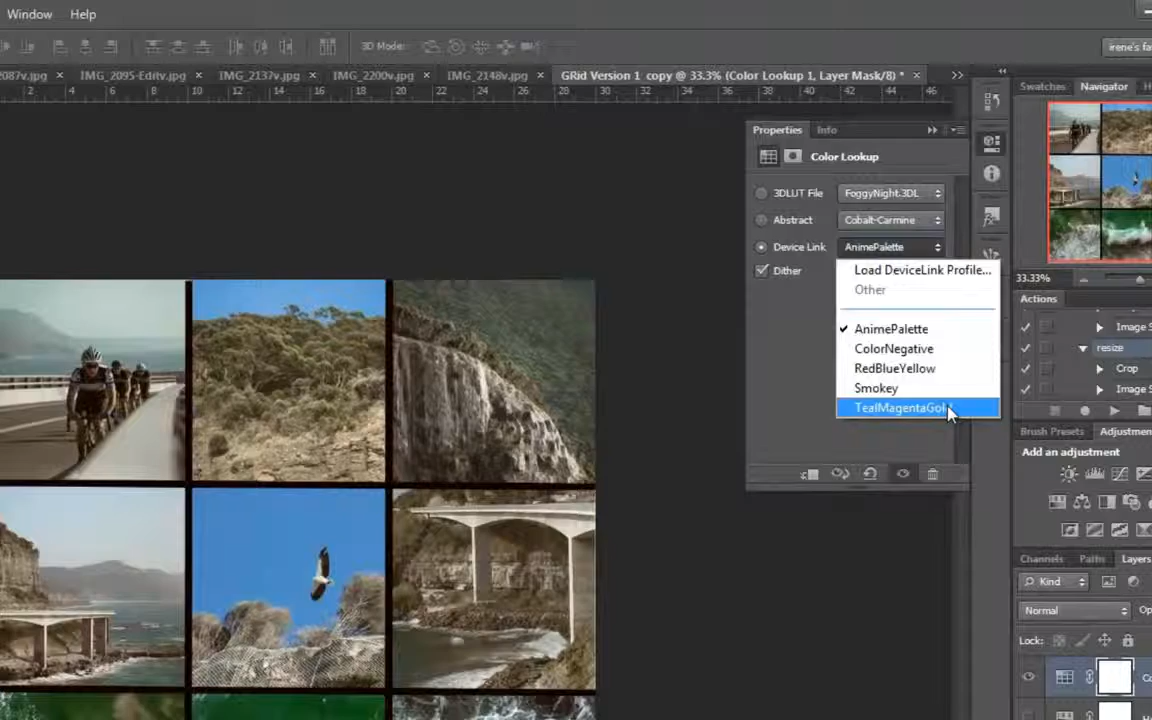 Window Help
3D Mode:
irene's fa
2087v.jpg × IMG_2095-Editv.jpg × IMG_2137v.jpg × IMG_2200v.jpg × IMG_2148v.jpg × GRid Version 1 copy @ 33.3% (Color Lookup 1, Layer Mask/8) * ×
2 4 6 8 10 12 14 16 18 20 22 24 26 28 30 32 34 36 38 40 42 44 46
Swatches Navigator H
Properties Info
Color Lookup
3DLUT File FoggyNight.3DL
Abstract Cobalt-Carmine
Device Link AnimePalette
Dither
Load DeviceLink Profile...
Other
AnimePalette
ColorNegative
RedBlueYellow
Smokey
TealMagentaGold
33.33%
Actions
Image S
resize
Crop
Image S
Brush Presets Adjustmen
Add an adjustment
Channels Paths Layers
Kind
Normal Op
Lock:
Co